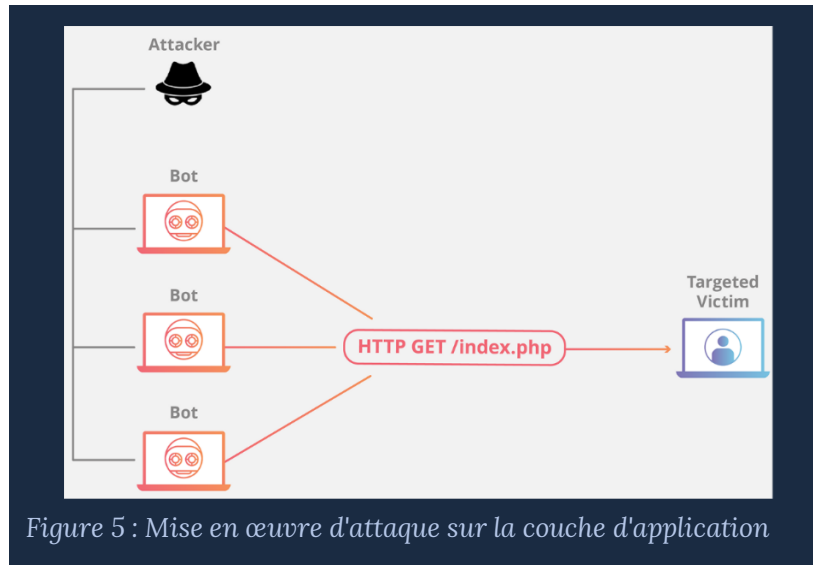 Attacker
Bot
Bot
HTTP GET /index.php
Targeted
Victim
Bot
Figure 5 : Mise en œuvre d'attaque sur la couche d'application